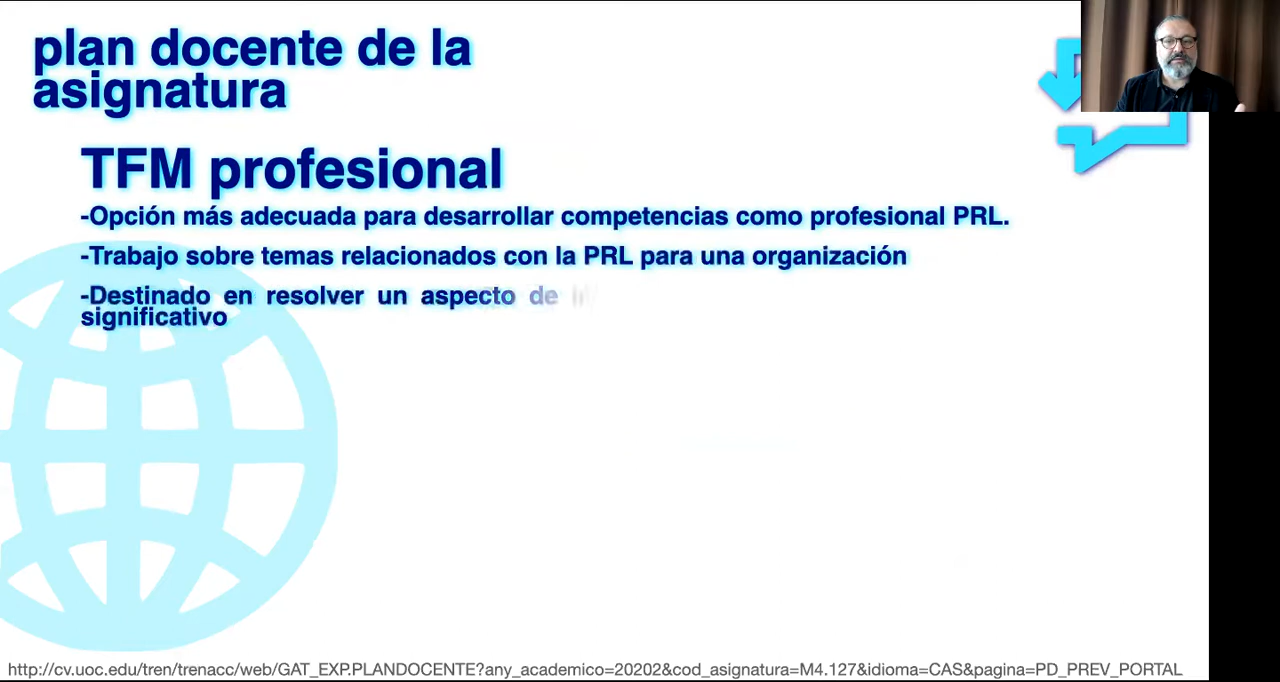 plan docente de la
asignatura
TFM profesional
-Opción más adecuada para desarrollar competencias como profesional PRL.
-Trabajo sobre temas relacionados con la PRL para una organización
-Destinado en resolver un aspecto de
significativo
http://cv.uoc.edu/tren/trenacc/web/GAT_EXP.PLANDOCENTE?any_academico=20202&cod_asignatura=M4.127&idioma=CAS&pagina=PD_PREV_PORTAL